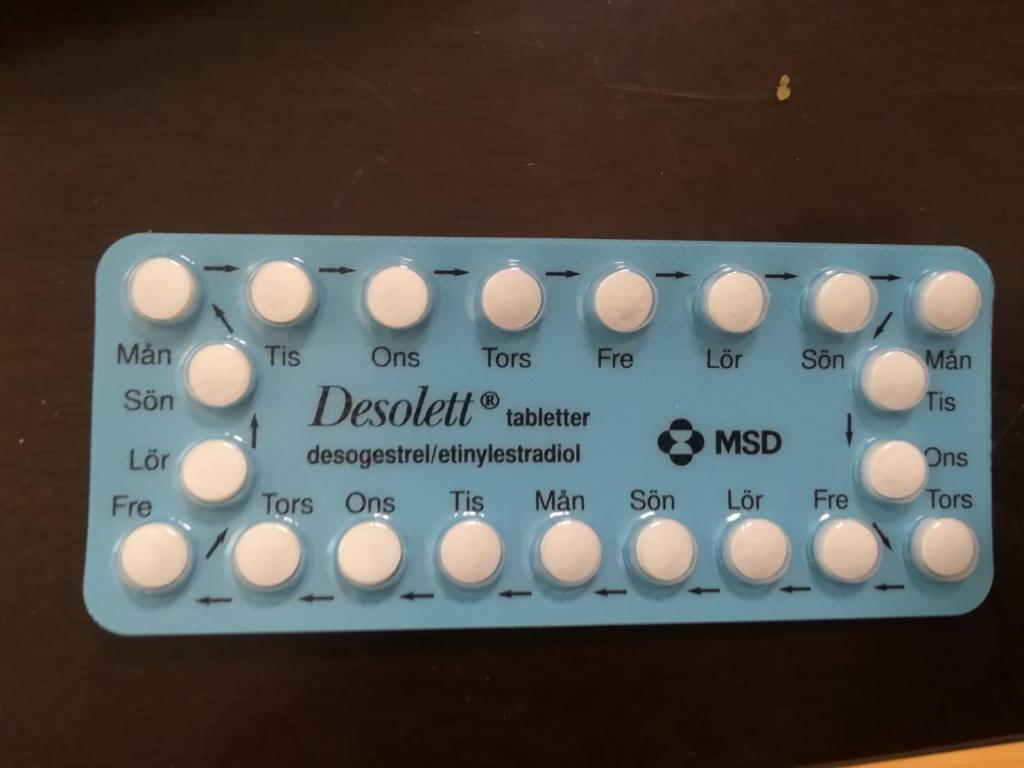 Mån Tis Ons Tors Fre Lör Sön Mån
Sön Tis
Desolett® tabletter
MSD
desogestrel/etinylestradiol
Lör Ons
Fre Tors Ons Tis Mån Sön Lör Fre Tors